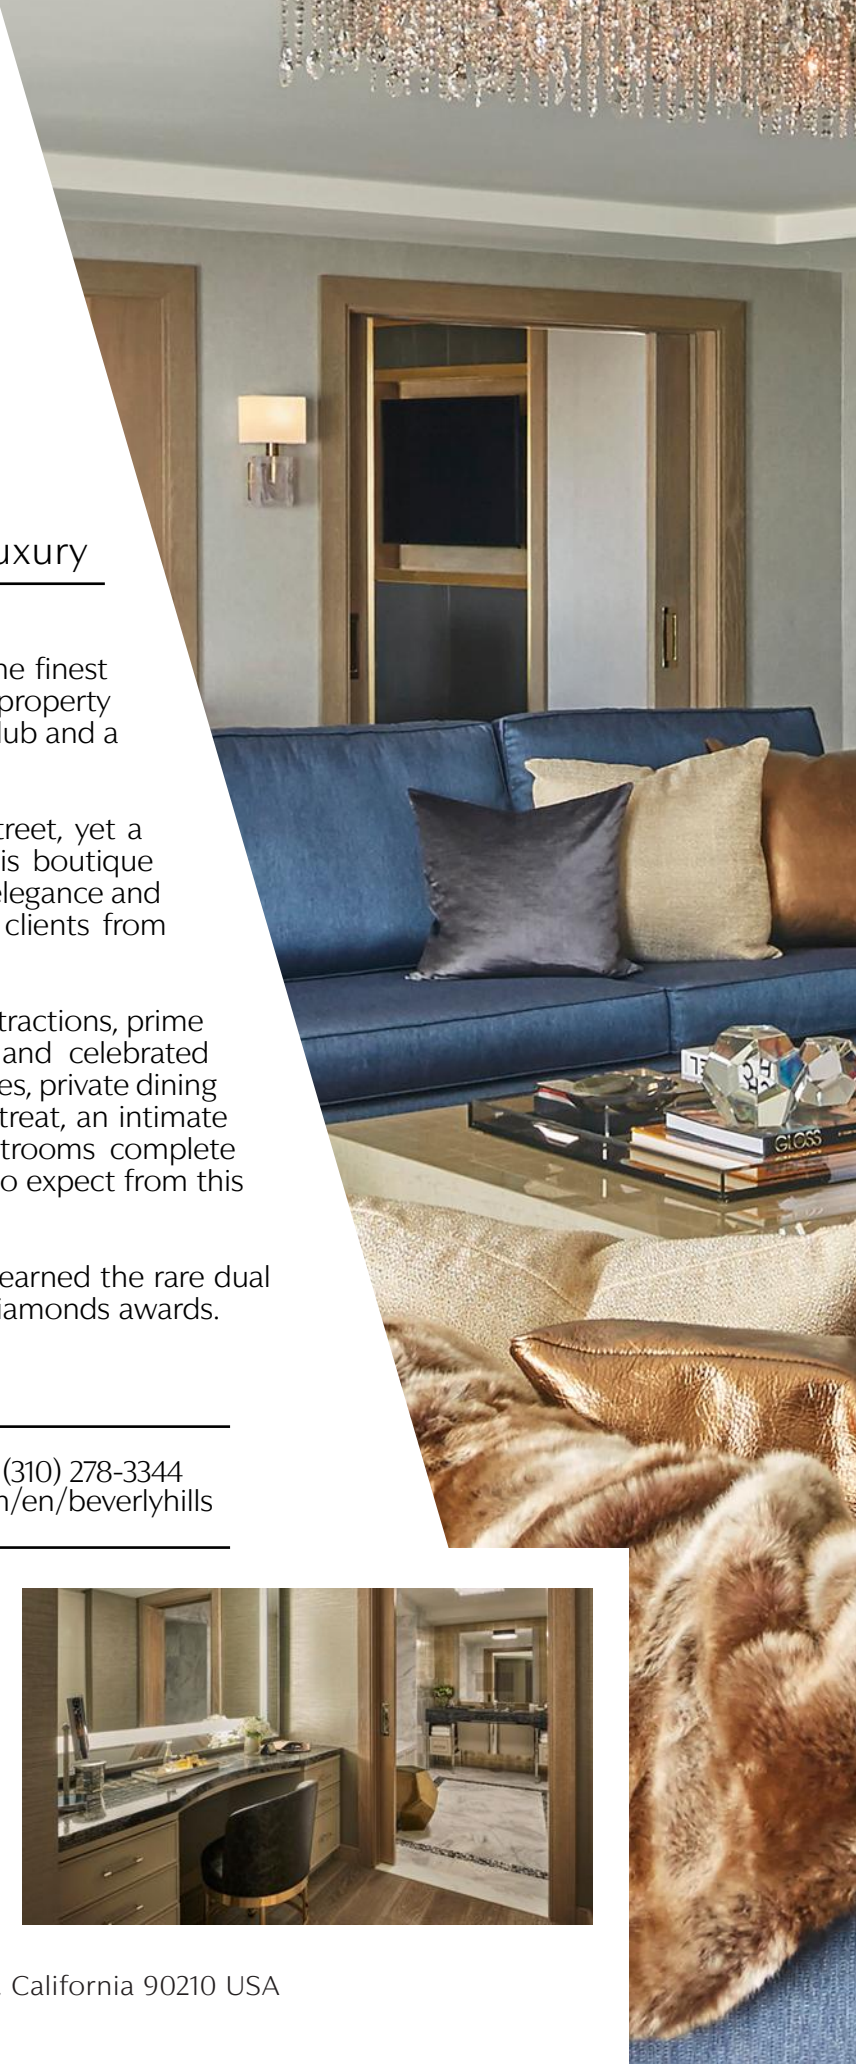 uxury
ne finest
property
lub and a
treet, yet a
is boutique
elegance and
clients from
tractions, prime
and celebrated
es, private dining
treat, an intimate
trooms complete
o expect from this
earned the rare dual
iamonds awards.
(310) 278-3344
n/en/beverlyhills
GLOSS
California 90210 USA